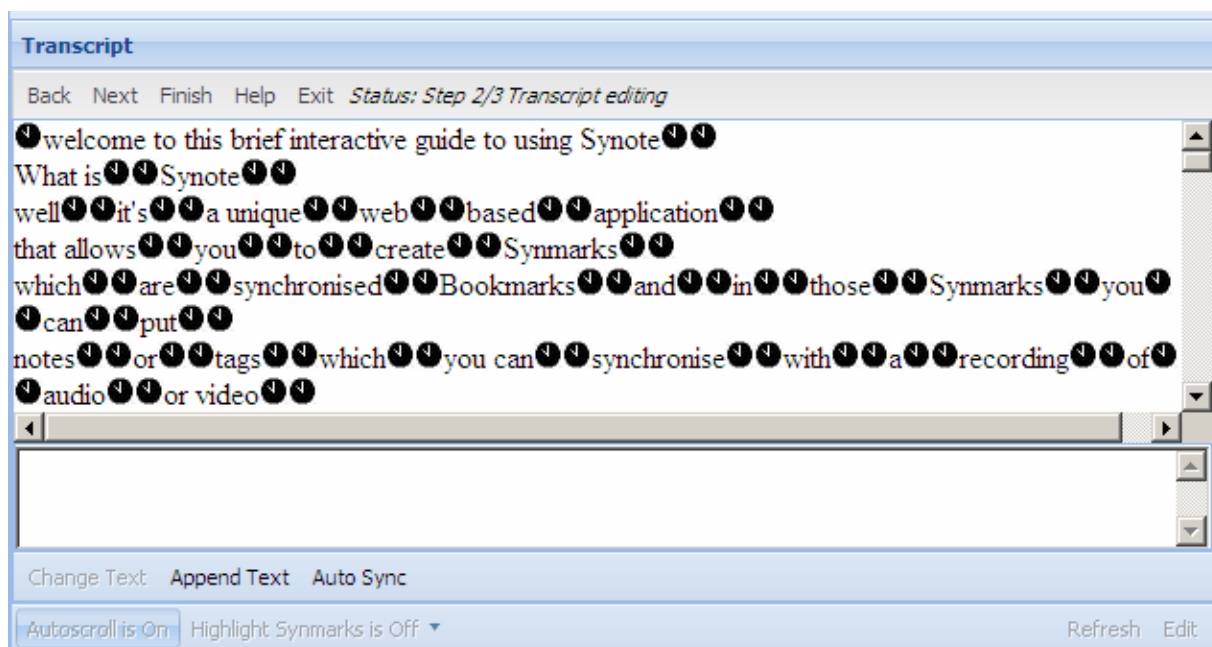 Transcript
Back Next Finish Help Exit Status: Step 2/3 Transcript editing
welcome to this brief interactive guide to using Synote
What is Synote
well it's a unique web based application
that allows you to create Synmarks
which are synchronised Bookmarks and in those Synmarks you
can put
notes or tags which you can synchronise with a recording of
audio or video
Change Text Append Text Auto Sync
Autoscroll is On Highlight Synmarks is Off Refresh Edit